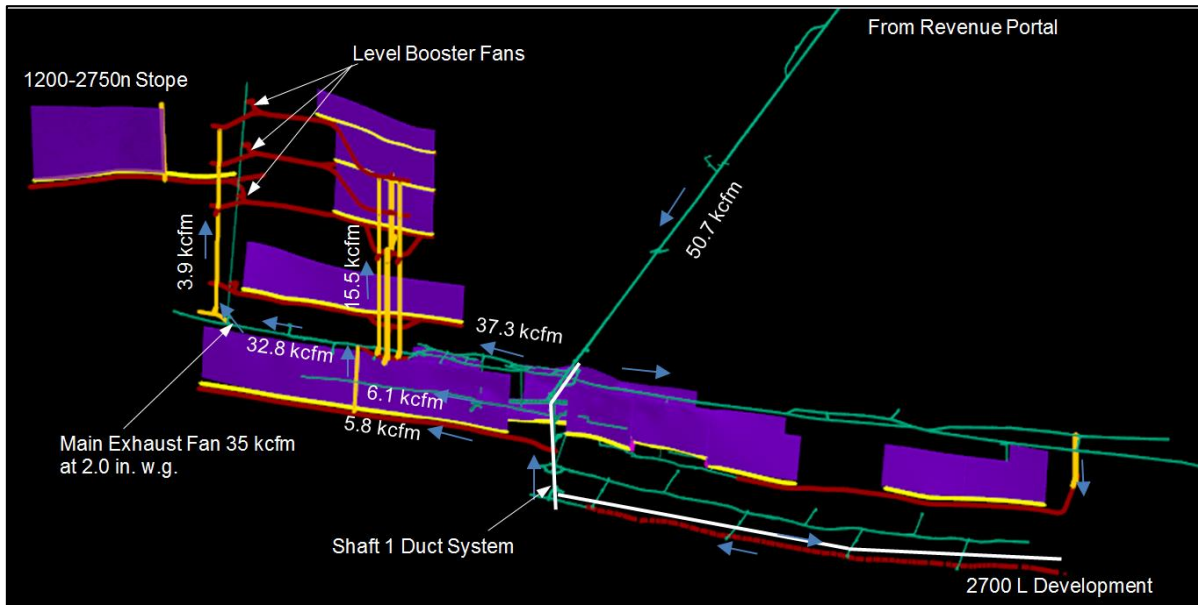 From Revenue Portal
Level Booster Fans
1200-2750n Stope
50.7 kcfm
3.9 kcfm
15.5 kcfm
37.3 kcfm
32.8 kcfm
6.1 kcfm
5.8 kcfm
Main Exhaust Fan 35 kcfm
at 2.0 in. w.g.
Shaft 1 Duct System
2700 L Development